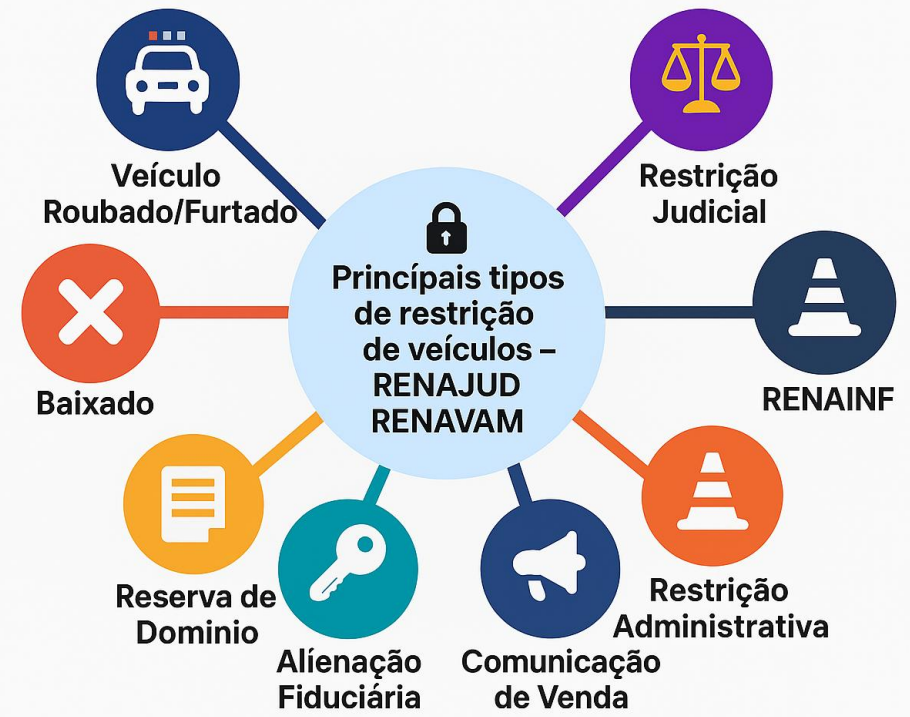 Veículo
Roubado/Furtado
Restrição
Judicial
Princípais tipos
de restrição
de veículos –
RENAJUD
RENAVAM
Baixado
RENAINF
Reserva de
Dominio
Restrição
Administrativa
Alíenação
Fiduciária
Comunicação
de Venda